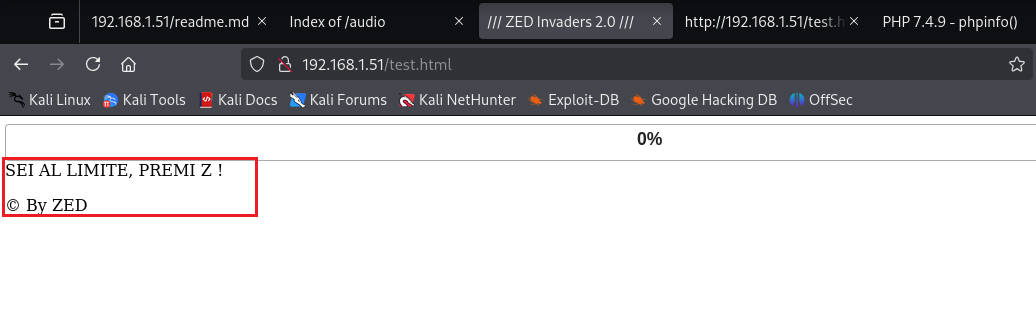 192.168.1.51/readme.md
Index of /audio
/// ZED Invaders 2.0 ///
http://192.168.1.51/test.h
PHP 7.4.9 - phpinfo()
192.168.1.51/test.html
Kali Linux
Kali Tools
Kali Docs
Kali Forums
Kali NetHunter
Exploit-DB
Google Hacking DB
OffSec
0%
SEI AL LIMITE, PREMI Z !
© By ZED